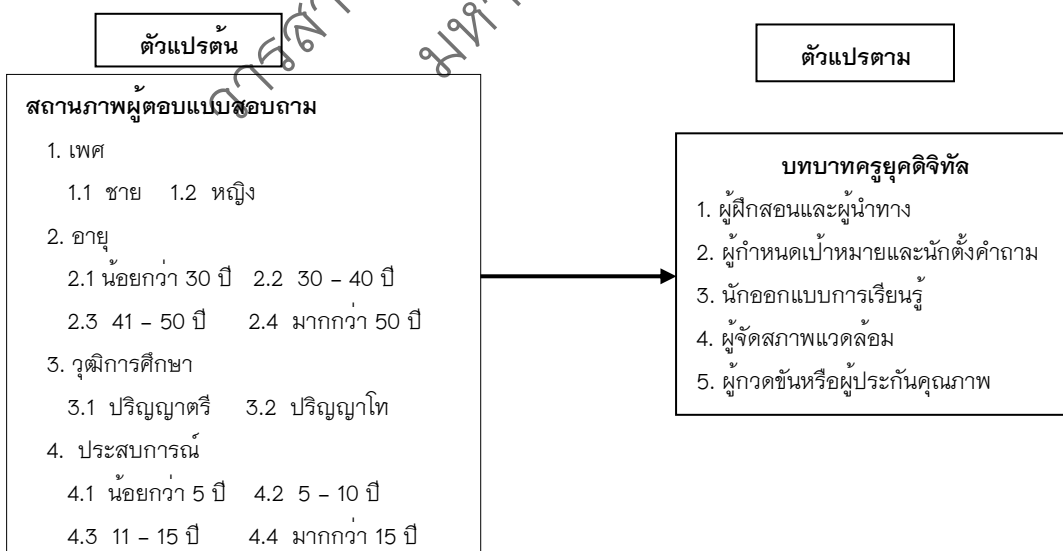 ตัวแปรต้น
สถานภาพผู้ตอบแบบสอบถาม
1. เพศ
1.1 ชาย 1.2 หญิง
2. อายุ
2.1 น้อยกว่า 30 ปี 2.2 30 – 40 ปี
2.3 41 – 50 ปี 2.4 มากกว่า 50 ปี
3. วุฒิการศึกษา
3.1 ปริญญาตรี 3.2 ปริญญาโท
4. ประสบการณ์
4.1 น้อยกว่า 5 ปี 4.2 5 – 10 ปี
4.3 11 – 15 ปี 4.4 มากกว่า 15 ปี
ตัวแปรตาม
บทบาทครูยุคดิจิทัล
1. ผู้ฝึกสอนและผู้นำทาง
2. ผู้กำหนดเป้าหมายและนักตั้งคำถาม
3. นักออกแบบการเรียนรู้
4. ผู้จัดสภาพแวดล้อม
5. ผู้กวดขันหรือผู้ประกันคุณภาพ